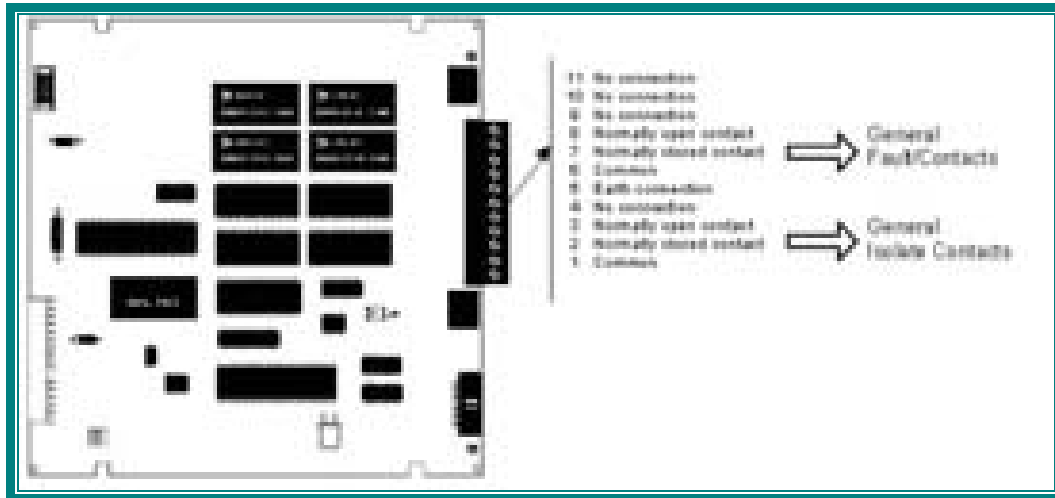 11 No connection
10 No connection
9 No connection
8 Normally open contact
7 Normally stored contact
6 Common
5 Earth connection
4 No connection
3 Normally open contact
2 Normally stored contact
1 Common
General
Fault/Contacts
General
Isolate Contacts